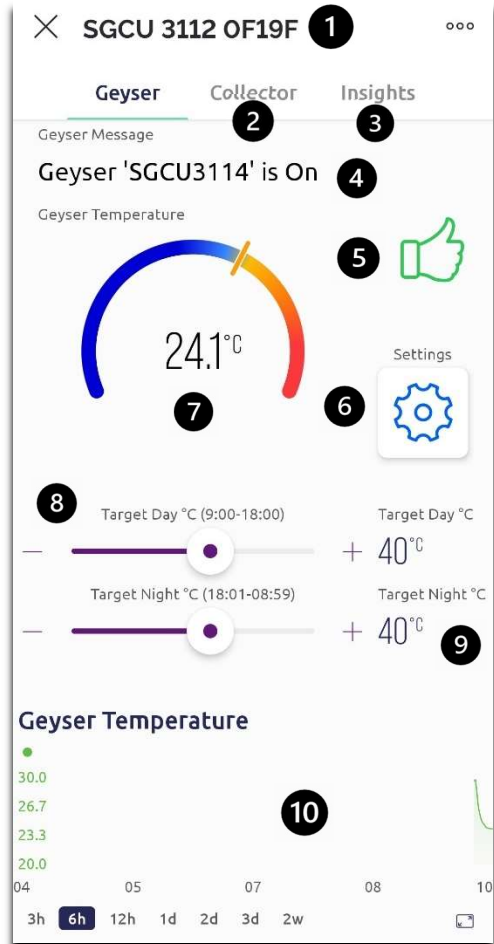 SGCU 3112 0F19F 1
Geyser Collector Insights
2 3
Geyser Message
Geyser 'SGCU3114' is On 4
Geyser Temperature
5
24.1°C
Settings
6
7
8
Target Day °C (9:00-18:00) Target Day °C
− + 40°C
Target Night °C (18:01-08:59) Target Night °C
− + 40°C
9
Geyser Temperature
30.0
26.7
10
23.3
20.0
04 05 07 08 10
3h 6h 12h 1d 2d 3d 2w